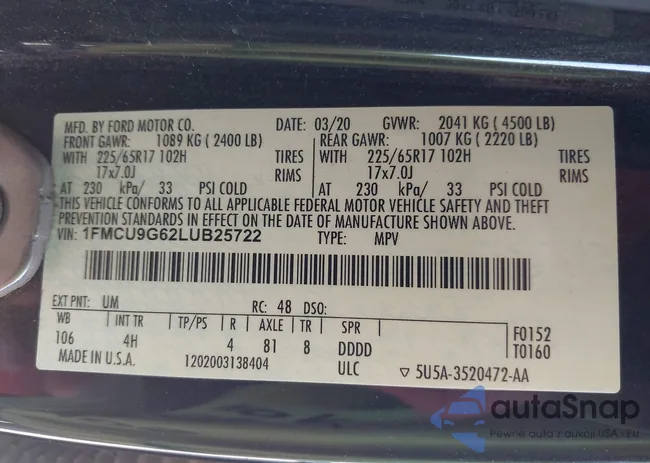 MFD. BY FORD MOTOR CO. DATE: 03/20 GVWR: 2041 KG ( 4500 LB)
FRONT GAWR: 1089 KG ( 2400 LB) REAR GAWR: 1007 KG ( 2220 LB)
WITH 225/65R17 102H TIRES WITH 225/65R17 102H TIRES
17x7.0J RIMS 17x7.0J RIMS
AT 230 kPa/ 33 PSI COLD AT 230 kPa/ 33 PSI COLD
THIS VEHICLE CONFORMS TO ALL APPLICABLE FEDERAL MOTOR VEHICLE SAFETY AND THEFT
PREVENTION STANDARDS IN EFFECT ON THE DATE OF MANUFACTURE SHOWN ABOVE.
VIN: 1FMCU9G62LUB25722 TYPE: MPV
EXT PNT: UM RC: 48 DSO:
WB INT TR TP/PS R AXLE TR SPR
106 4H 4 81 8 DDDD F0152
T0160
MADE IN U.S.A. 1202003138404 ULC ▽ 5U5A-3520472-AA
autaSnap
Pewne auta z aukcji USA - EU